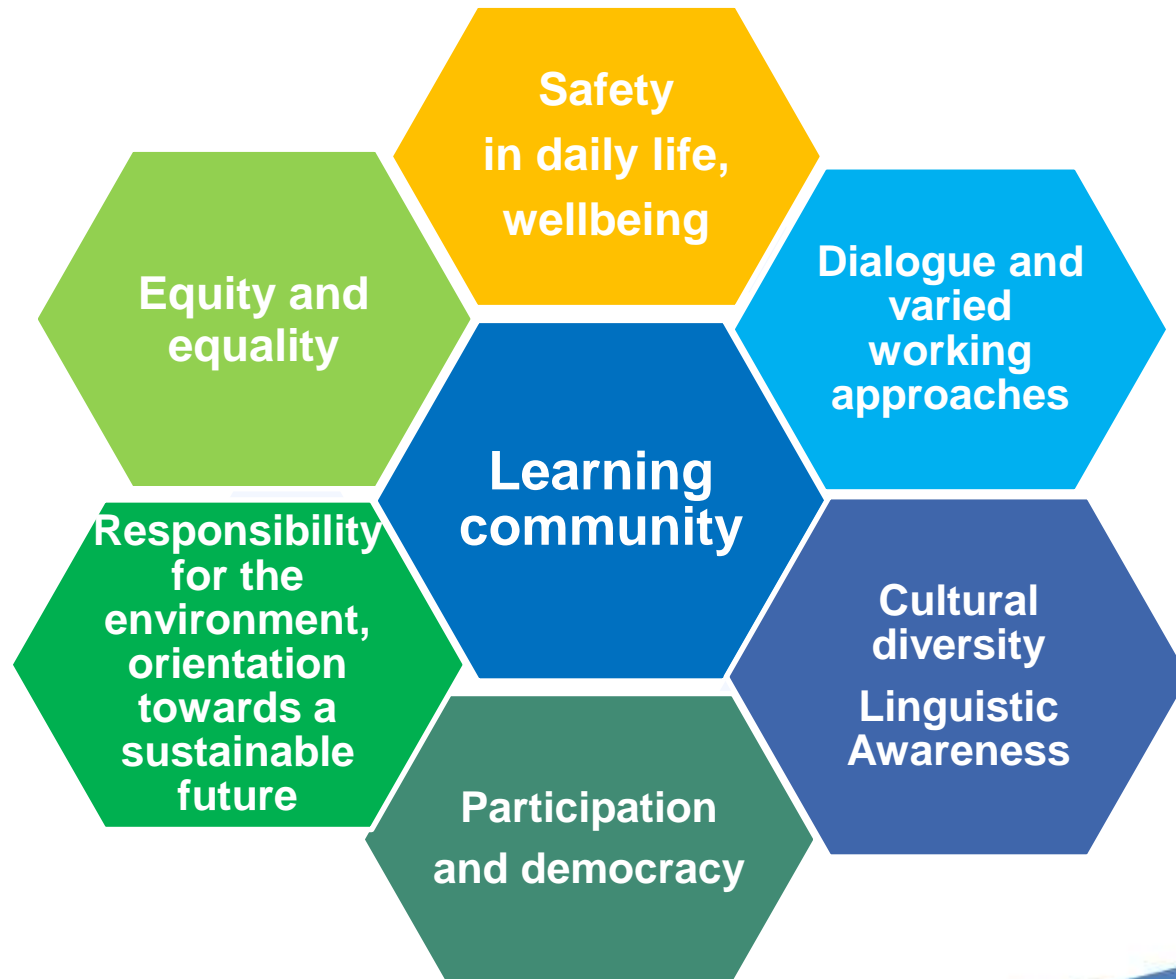 Safety
in daily life,
wellbeing
Equity and
equality
Dialogue and
varied
working
approaches
Learning
community
Responsibility
for the
environment,
orientation
towards a
sustainable
future
Cultural
diversity
Linguistic
Awareness
Participation
and democracy